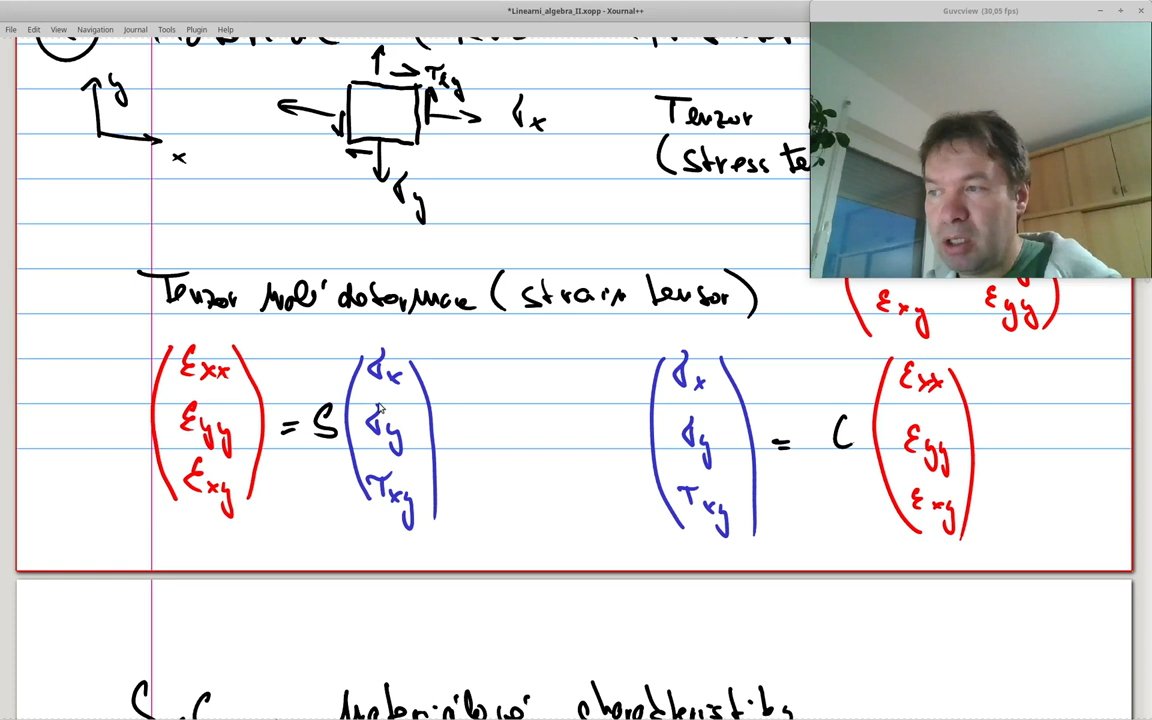 *Linearni_algebra_II.xopp - Xournal++
Guvcview (30,05 fps)
File Edit View Navigation Journal Tools Plugin Help
y
x
τxy
σx
σy
Tenzor
(stress te
Tenzor malé deformace (strain tensor)
εxy εyy
(εxx εyy εxy) = S (σx σy τxy)
(σx σy τxy) = C (εxx εyy εxy)
materiálové charakteristiky